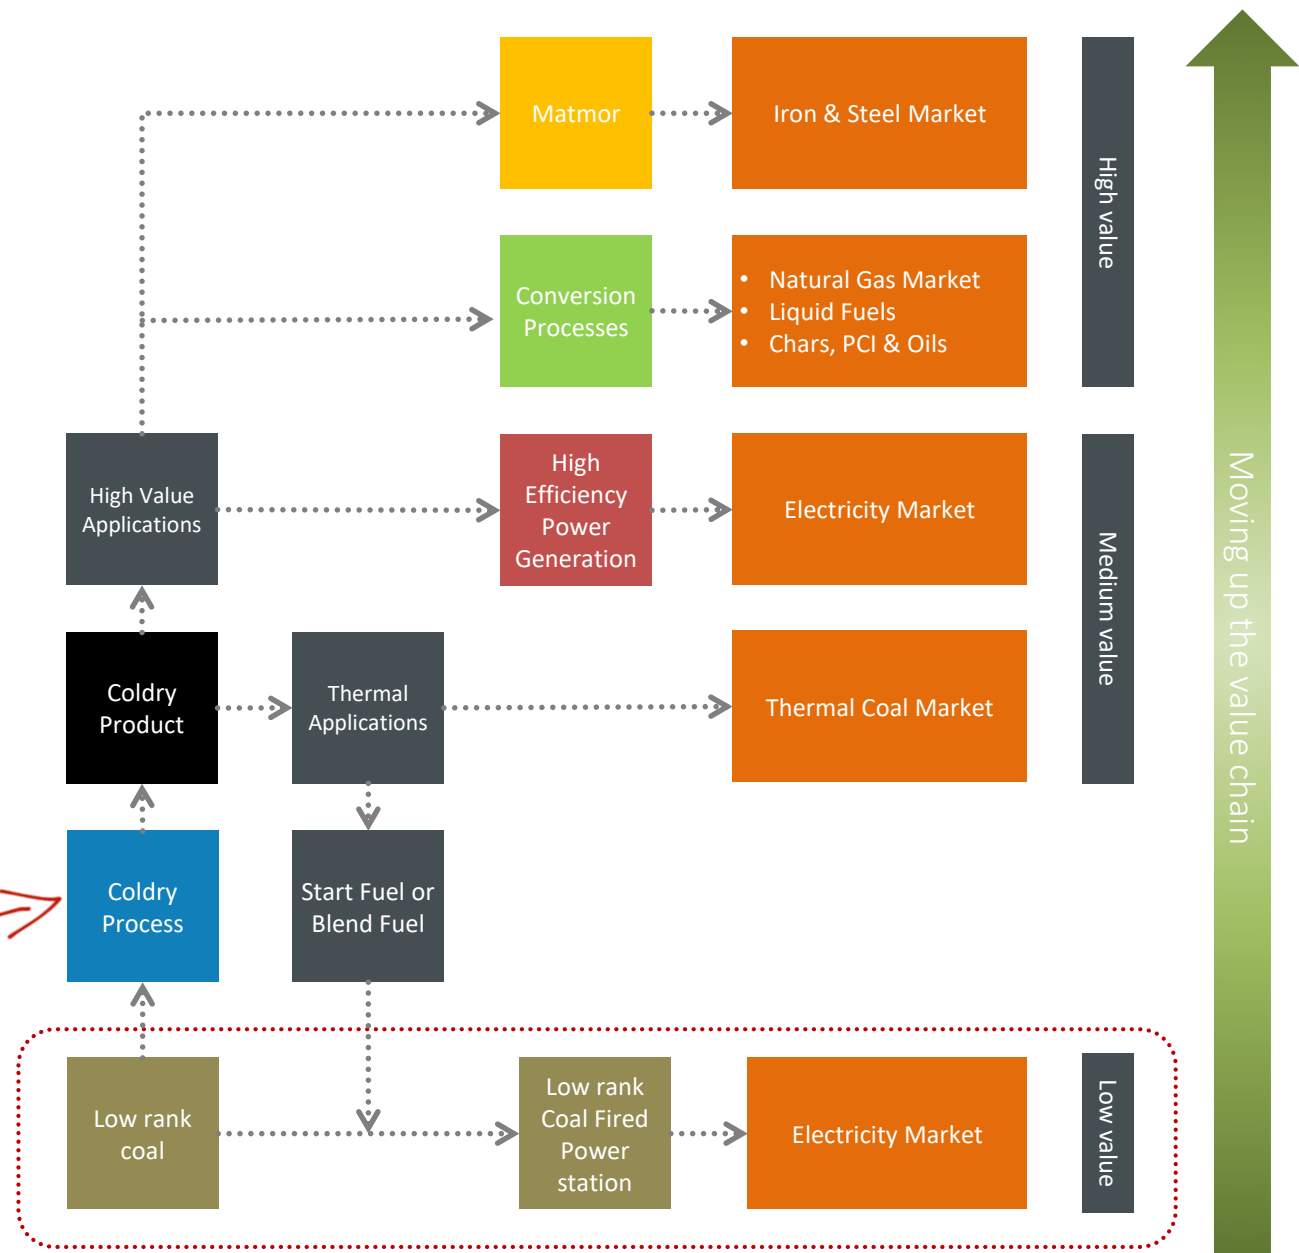 Matmor
Iron & Steel Market
High value
Conversion
Processes
• Natural Gas Market
• Liquid Fuels
• Chars, PCI & Oils
High Value
Applications
High
Efficiency
Power
Generation
Electricity Market
Medium value
Moving up the value chain
Coldry
Product
Thermal
Applications
Thermal Coal Market
Coldry
Process
Start Fuel or
Blend Fuel
Low rank
coal
Low rank
Coal Fired
Power
station
Electricity Market
Low value